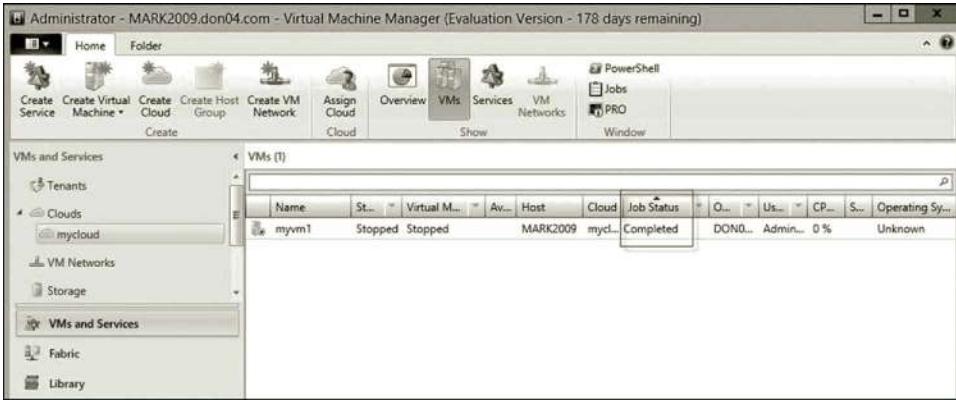 Administrator - MARK2009.don04.com - Virtual Machine Manager (Evaluation Version - 178 days remaining)
Home Folder
Create Service
Create Virtual Machine
Create Cloud
Create Host Group
Create VM Network
Assign Cloud
Overview
VMs
Services
VM Networks
PowerShell
Jobs
PRO
Create
Cloud
Show
Window
VMs and Services
Tenants
Clouds
mycloud
VM Networks
Storage
VMs and Services
Fabric
Library
VMs (1)
Name St... Virtual M... Av... Host Cloud Job Status O... Us... CP... S... Operating Sy...
myvm1 Stopped Stopped MARK2009 mycl... Completed DON0... Admin... 0 % Unknown